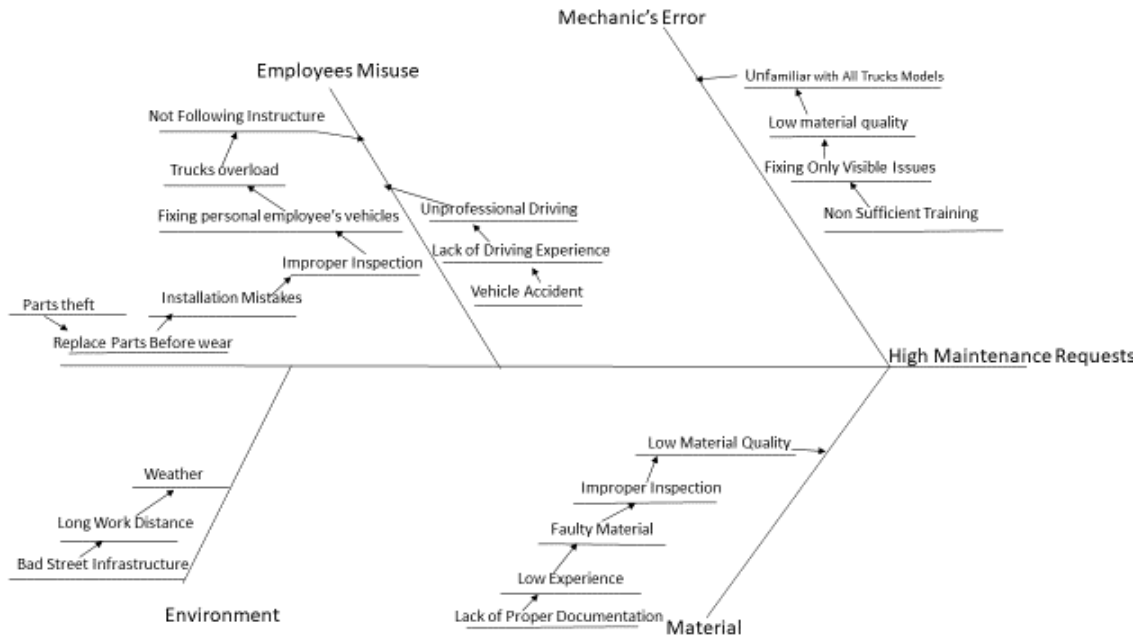 Mechanic's Error
Employees Misuse
Unfamiliar with All Trucks Models
Not Following Instructure
Low material quality
Trucks overload
Fixing Only Visible Issues
Fixing personal employee's vehicles
Unprofessional Driving
Non Sufficient Training
Lack of Driving Experience
Improper Inspection
Vehicle Accident
Installation Mistakes
Parts theft
Replace Parts Before wear
High Maintenance Requests
Low Material Quality
Weather
Improper Inspection
Long Work Distance
Faulty Material
Bad Street Infrastructure
Low Experience
Environment
Lack of Proper Documentation
Material